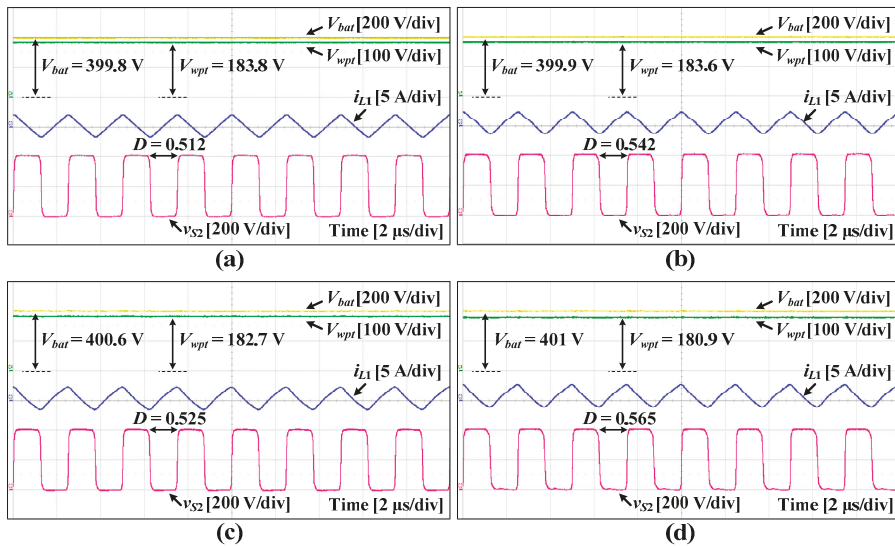 V_bat [200 V/div]
V_wpt [100 V/div]
V_bat = 399.8 V
V_wpt = 183.8 V
i_L1 [5 A/div]
D = 0.512
v_S2 [200 V/div]
Time [2 μs/div]
(a)
V_bat [200 V/div]
V_wpt [100 V/div]
V_bat = 399.9 V
V_wpt = 183.6 V
i_L1 [5 A/div]
D = 0.542
v_S2 [200 V/div]
Time [2 μs/div]
(b)
V_bat [200 V/div]
V_wpt [100 V/div]
V_bat = 400.6 V
V_wpt = 182.7 V
i_L1 [5 A/div]
D = 0.525
v_S2 [200 V/div]
Time [2 μs/div]
(c)
V_bat [200 V/div]
V_wpt [100 V/div]
V_bat = 401 V
V_wpt = 180.9 V
i_L1 [5 A/div]
D = 0.565
v_S2 [200 V/div]
Time [2 μs/div]
(d)